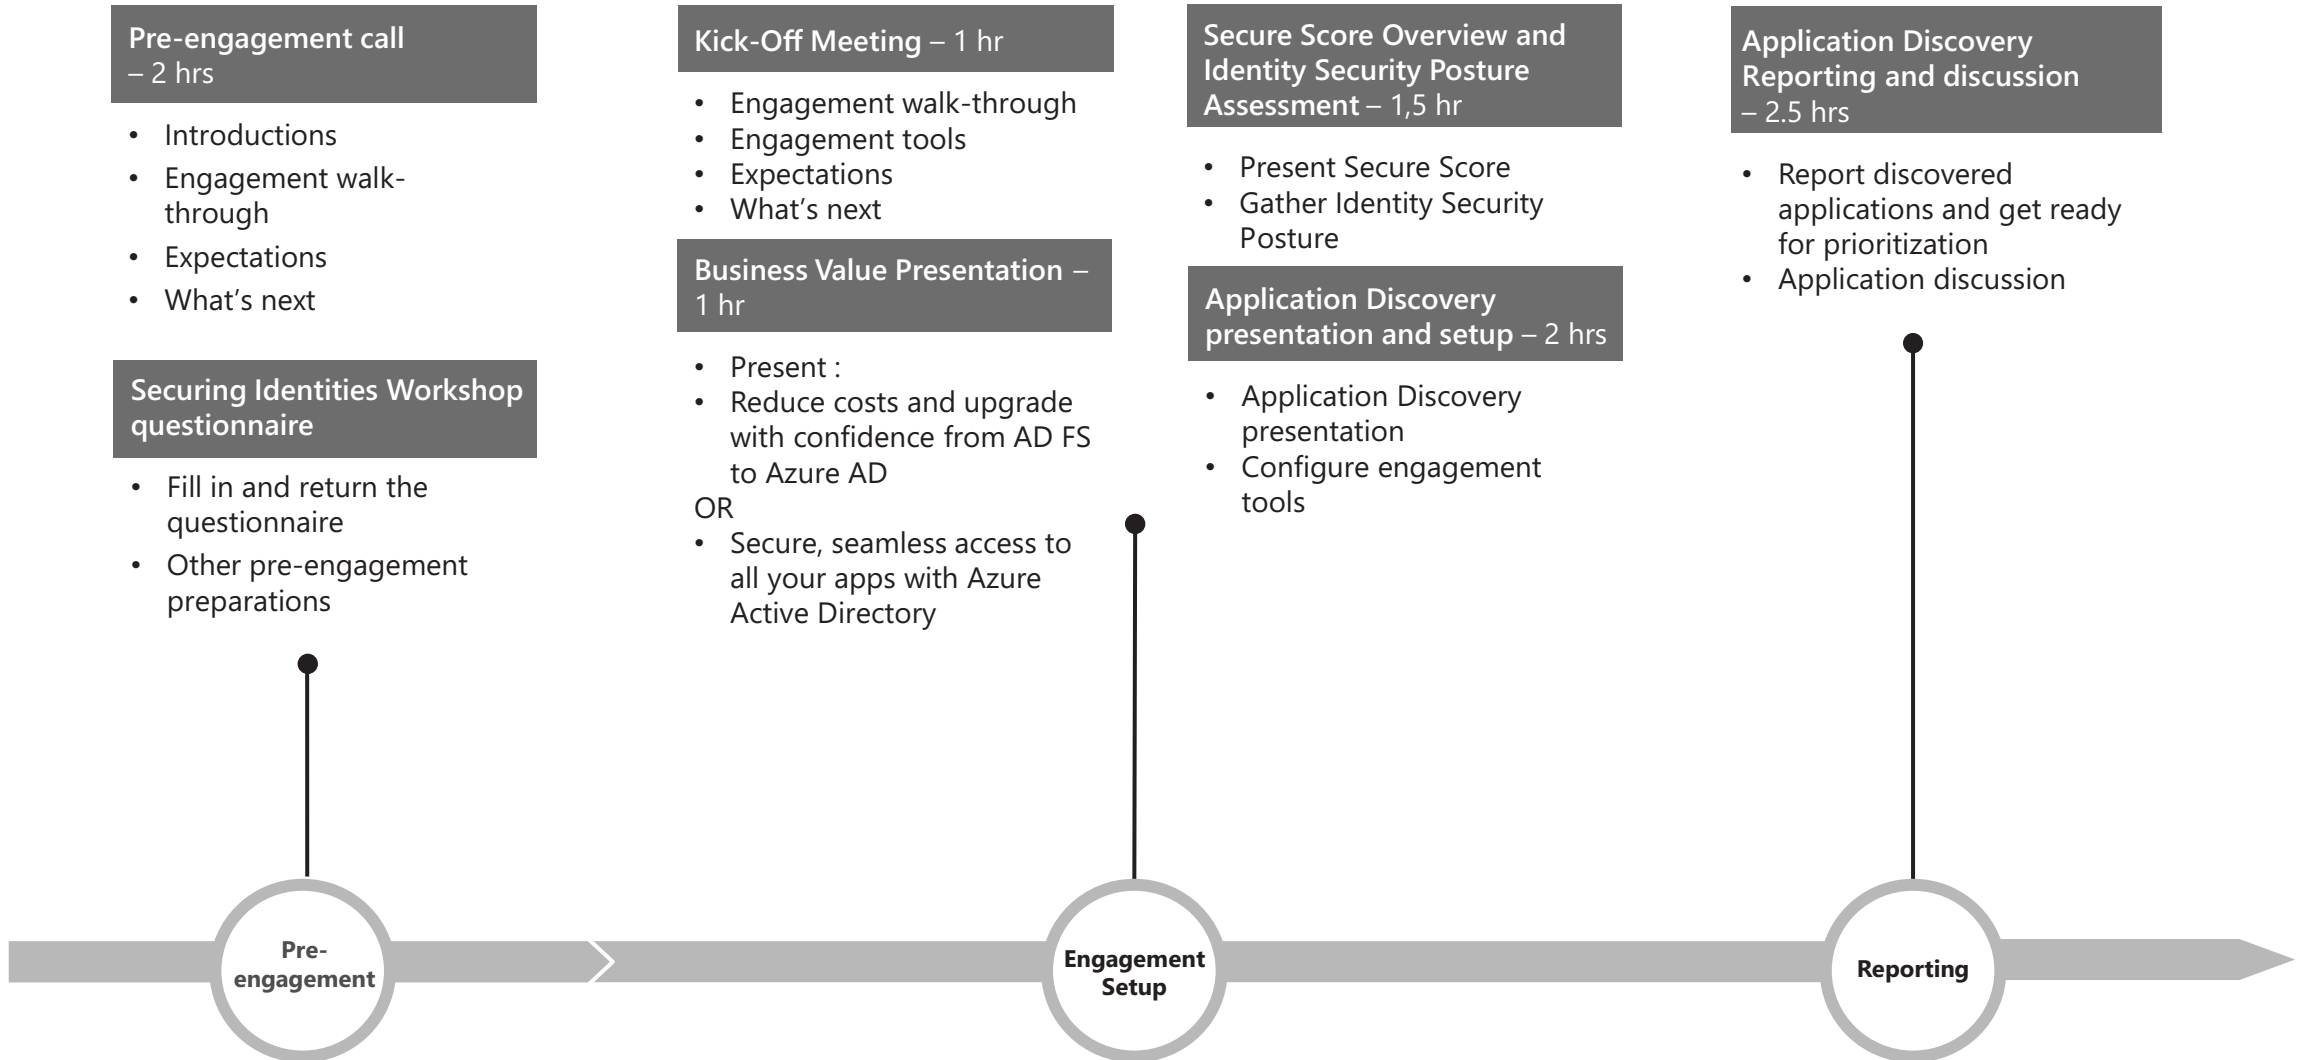 Pre-engagement call
– 2 hrs
• Introductions
• Engagement walk-
through
• Expectations
• What's next
Securing Identities Workshop
questionnaire
• Fill in and return the
questionnaire
• Other pre-engagement
preparations
Kick-Off Meeting – 1 hr
• Engagement walk-through
• Engagement tools
• Expectations
• What's next
Business Value Presentation –
1 hr
• Present :
• Reduce costs and upgrade
with confidence from AD FS
to Azure AD
OR
• Secure, seamless access to
all your apps with Azure
Active Directory
Secure Score Overview and
Identity Security Posture
Assessment – 1,5 hr
• Present Secure Score
• Gather Identity Security
Posture
Application Discovery
presentation and setup – 2 hrs
• Application Discovery
presentation
• Configure engagement
tools
Application Discovery
Reporting and discussion
– 2.5 hrs
• Report discovered
applications and get ready
for prioritization
• Application discussion
Pre-
engagement
Engagement
Setup
Reporting